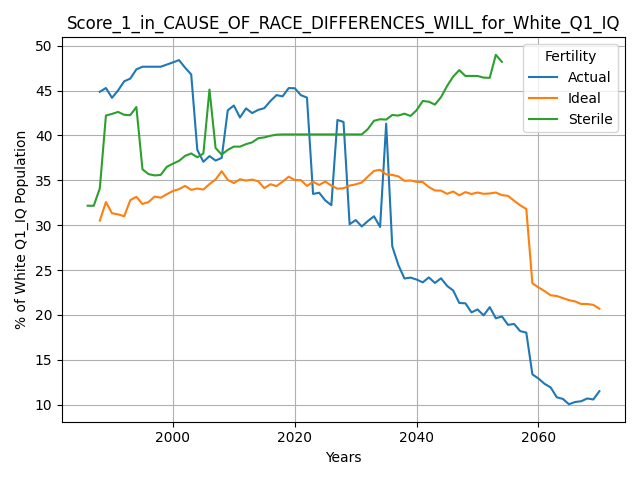 Score_1_in_CAUSE_OF_RACE_DIFFERENCES_WILL_for_White_Q1_IQ
% of White Q1_IQ Population
50
45
40
35
30
25
20
15
10
Fertility
Actual
Ideal
Sterile
2000
2020
2040
2060
Years